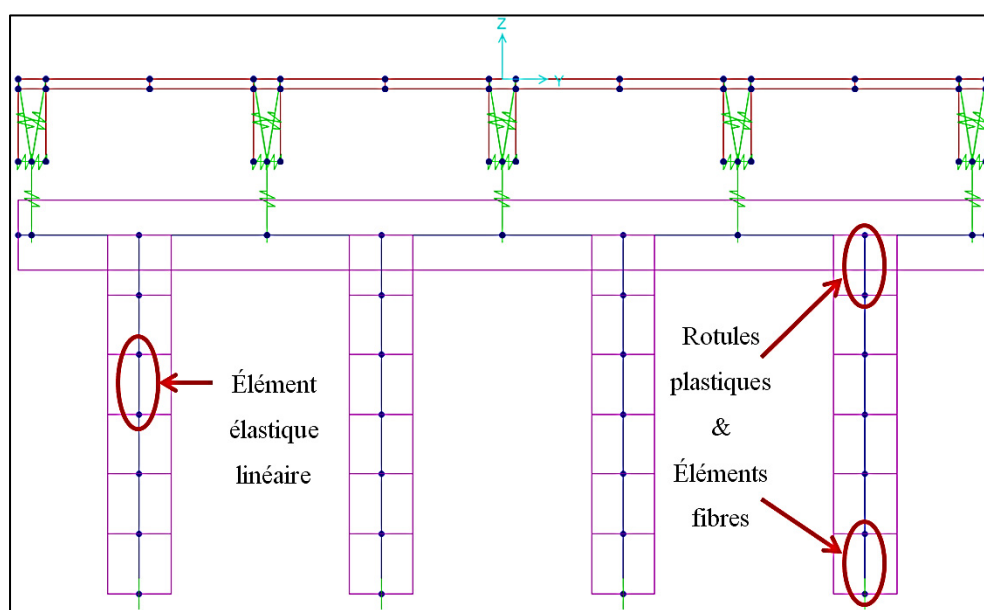 Z
Y
Élément
élastique
linéaire
Rotules
plastiques
&
Éléments
fibres